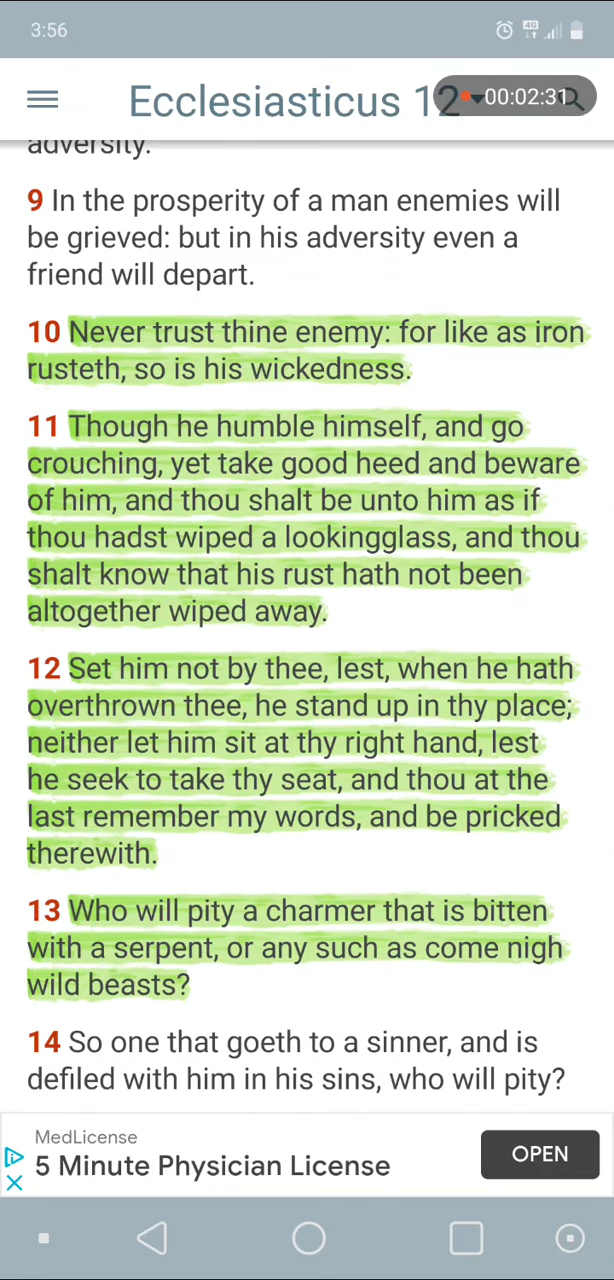 3:56
4G
Ecclesiasticus 12
00:02:31
adversity.
9 In the prosperity of a man enemies will
be grieved: but in his adversity even a
friend will depart.
10 Never trust thine enemy: for like as iron
rusteth, so is his wickedness.
11 Though he humble himself, and go
crouching, yet take good heed and beware
of him, and thou shalt be unto him as if
thou hadst wiped a lookingglass, and thou
shalt know that his rust hath not been
altogether wiped away.
12 Set him not by thee, lest, when he hath
overthrown thee, he stand up in thy place;
neither let him sit at thy right hand, lest
he seek to take thy seat, and thou at the
last remember my words, and be pricked
therewith.
13 Who will pity a charmer that is bitten
with a serpent, or any such as come nigh
wild beasts?
14 So one that goeth to a sinner, and is
defiled with him in his sins, who will pity?
MedLicense
5 Minute Physician License
OPEN